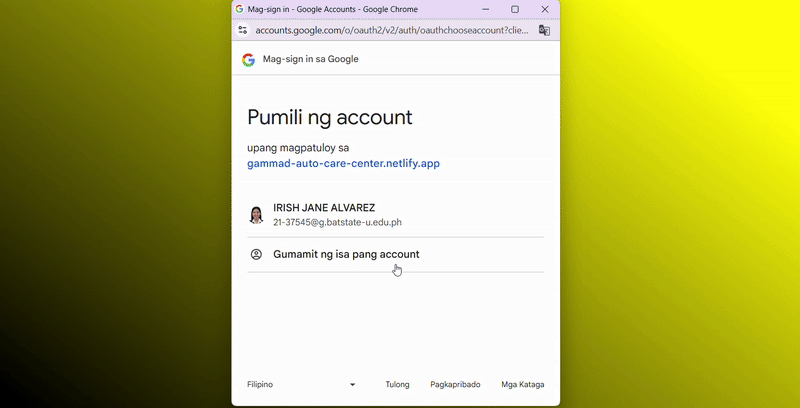 Mag-sign in - Google Accounts - Google Chrome
accounts.google.com/o/oauth2/v2/auth/oauthchooseaccount?clie...
Mag-sign in sa Google
Pumili ng account
upang magpatuloy sa
gammad-auto-care-center.netlify.app
IRISH JANE ALVAREZ
21-37545@g.batstate-u.edu.ph
Gumamit ng isa pang account
Filipino Tulong Pagkapribado Mga Kataga